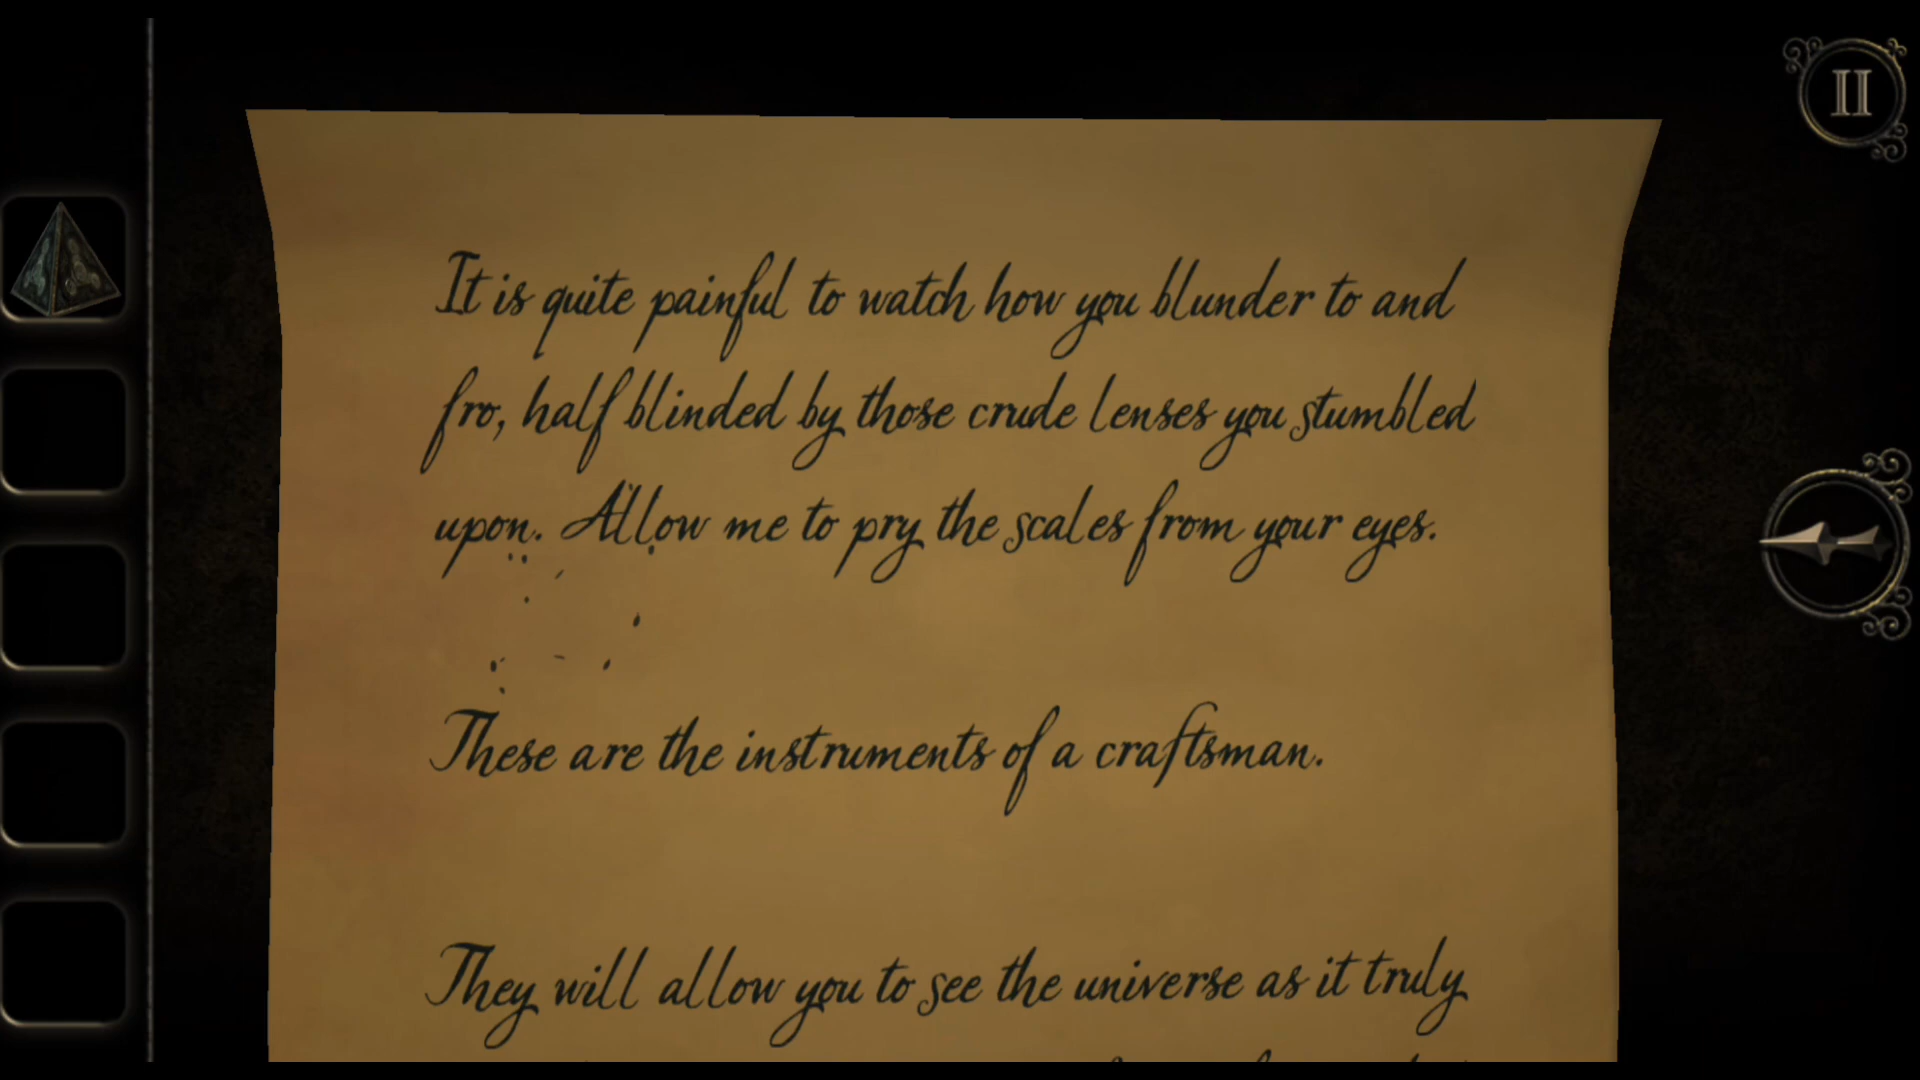 II
It is quite painful to watch how you blunder to and
fro, half blinded by those crude lenses you stumbled
upon. Allow me to pry the scales from your eyes.
These are the instruments of a craftsman.
They will allow you to see the universe as it truly